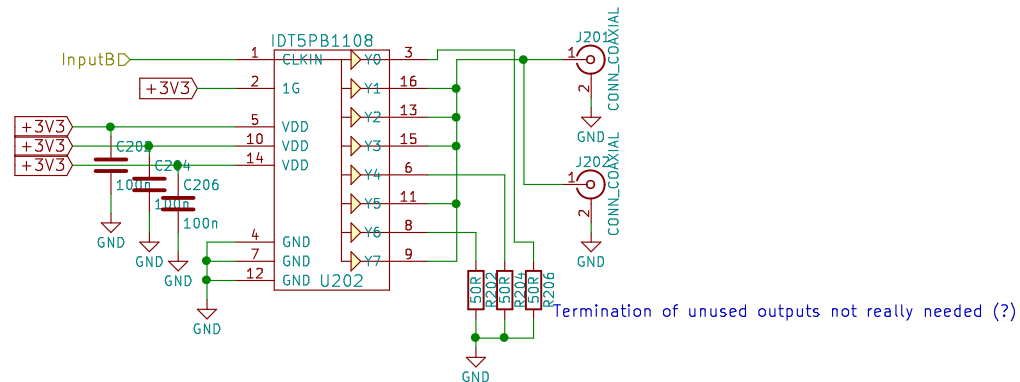 IDT5PB1108
InputB
1
CLKIN
Y0
3
+3V3
2
1G
Y1
16
Y2
13
+3V3
5
VDD
+3V3
10
VDD
Y3
15
+3V3
14
VDD
Y4
6
C202
100n
C204
100n
C206
100n
Y5
11
Y6
8
Y7
9
4
GND
7
GND
12
GND
U202
GND
GND
GND
GND
J201
1
2
CONN_COAXIAL
GND
J202
1
2
CONN_COAXIAL
GND
50R
R202
50R
R204
50R
R206
GND
Termination of unused outputs not really needed (?)